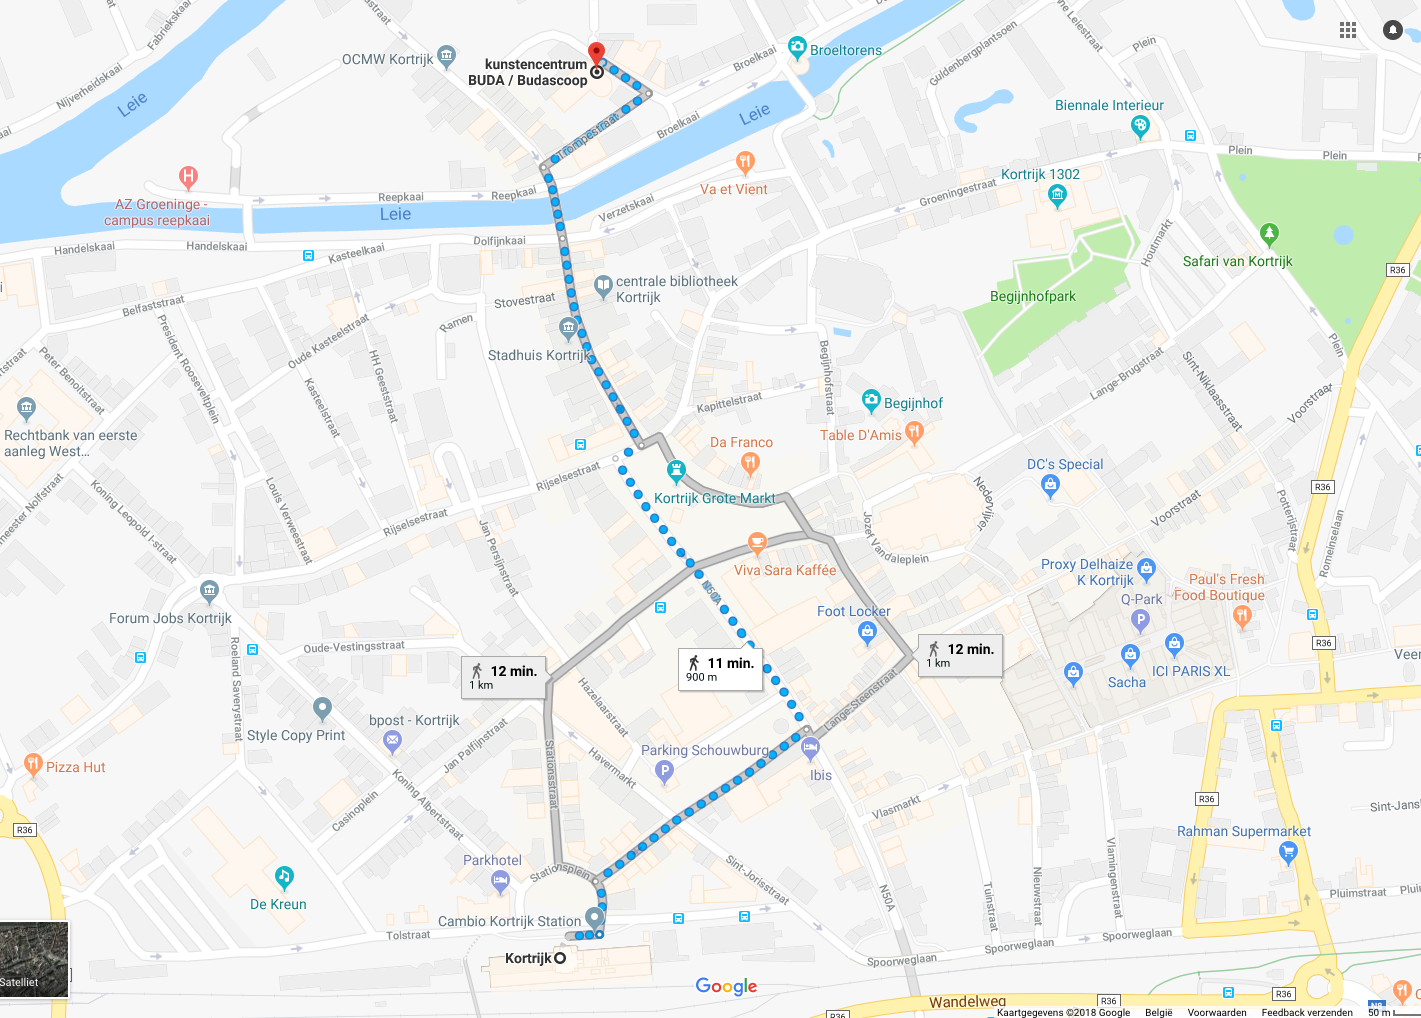 Fabriekskaai
Nijverheidskaai
Leie
OCMW Kortrijk
kunstencentrum
BUDA / Budascoop
Broeltorens
Broelkaai
Leie
Broelkaai
Trompestraat
Guldenbergplantsoen
Plein
Biennale Interieur
Plein
Plein
AZ Groeninge -
campus reepkaai
Reepkaai
Reepkaai
Leie
Va et Vient
Verzetskaai
Groeningestraat
Kortrijk 1302
Houtmarkt
Safari van Kortrijk
R36
Handelskaai
Handelskaai
Dolfijnkaai
Kasteelkaai
centrale bibliotheek
Kortrijk
Begijnhofpark
Belfaststraat
Stovestraat
Ramen
Stadhuis Kortrijk
Begijnhofstraat
Plein
President Rooseveltplein
Oude Kasteelstraat
HH Geeststraat
Kasteelstraat
Peter Benoitstraat
Lange-Brugstraat
Sint-Niklaasstraat
Voorstraat
Kapittelstraat
Begijnhof
Table D'Amis
Da Franco
Rechtbank van eerste
aanleg West...
Kortrijk Grote Markt
Rijselsestraat
DC's Special
Nedervijver
Voorstraat
R36
Potterijstraat
Romeinselaan
Koning Leopold I straat
Louis Verweestraat
Rijselsestraat
Jan Persijnstraat
Jozef Vandaleplein
Viva Sara Kaffée
N50A
Proxy Delhaize
K Kortrijk
Paul's Fresh
Food Boutique
Q-Park
Foot Locker
Forum Jobs Kortrijk
Oude-Vestingsstraat
Roeland Saverystraat
12 min.
1 km
11 min.
900 m
12 min.
1 km
R36
ICI PARIS XL
Sacha
Hazelaarstraat
Lange-Steenstraat
Style Copy Print
bpost - Kortrijk
Jan Palfijnstraat
Stationsstraat
Havermarkt
Parking Schouwburg
Ibis
Pizza Hut
Koning Albertstraat
Casinoplein
Vlasmarkt
R36
R36
Rahman Supermarket
Parkhotel
Stationsplein
Sint-Jorisstraat
De Kreun
Cambio Kortrijk Station
N50A
Tuinstraat
Nieuwstraat
Vlamingenstraat
Pluimstraat
Tolstraat
Kortrijk
Spoorweglaan
Spoorweglaan
Spoorweglaan
Satelliet
Google
Wandelweg
R36
R36
R36
N8
Kaartgegevens ©2018 Google België Voorwaarden Feedback verzenden 50 m